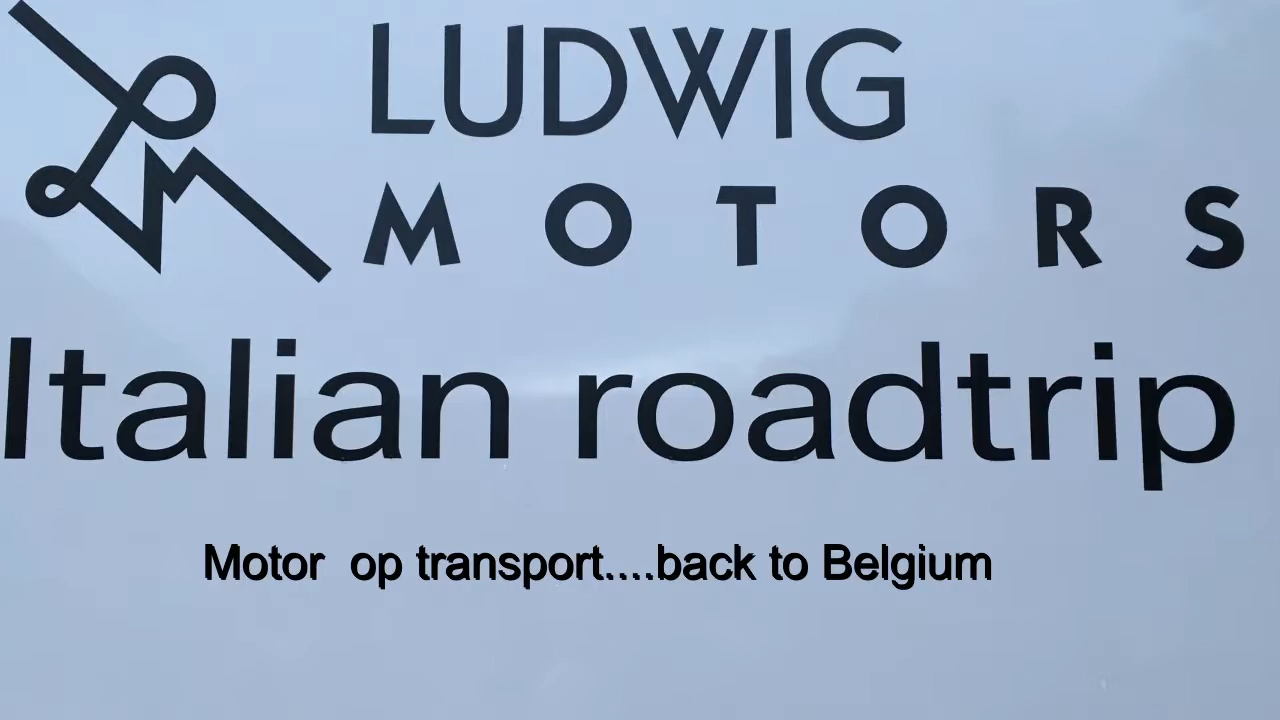 LUDWIG
MOTORS
Italian roadtrip
Motor  op transport....back to Belgium